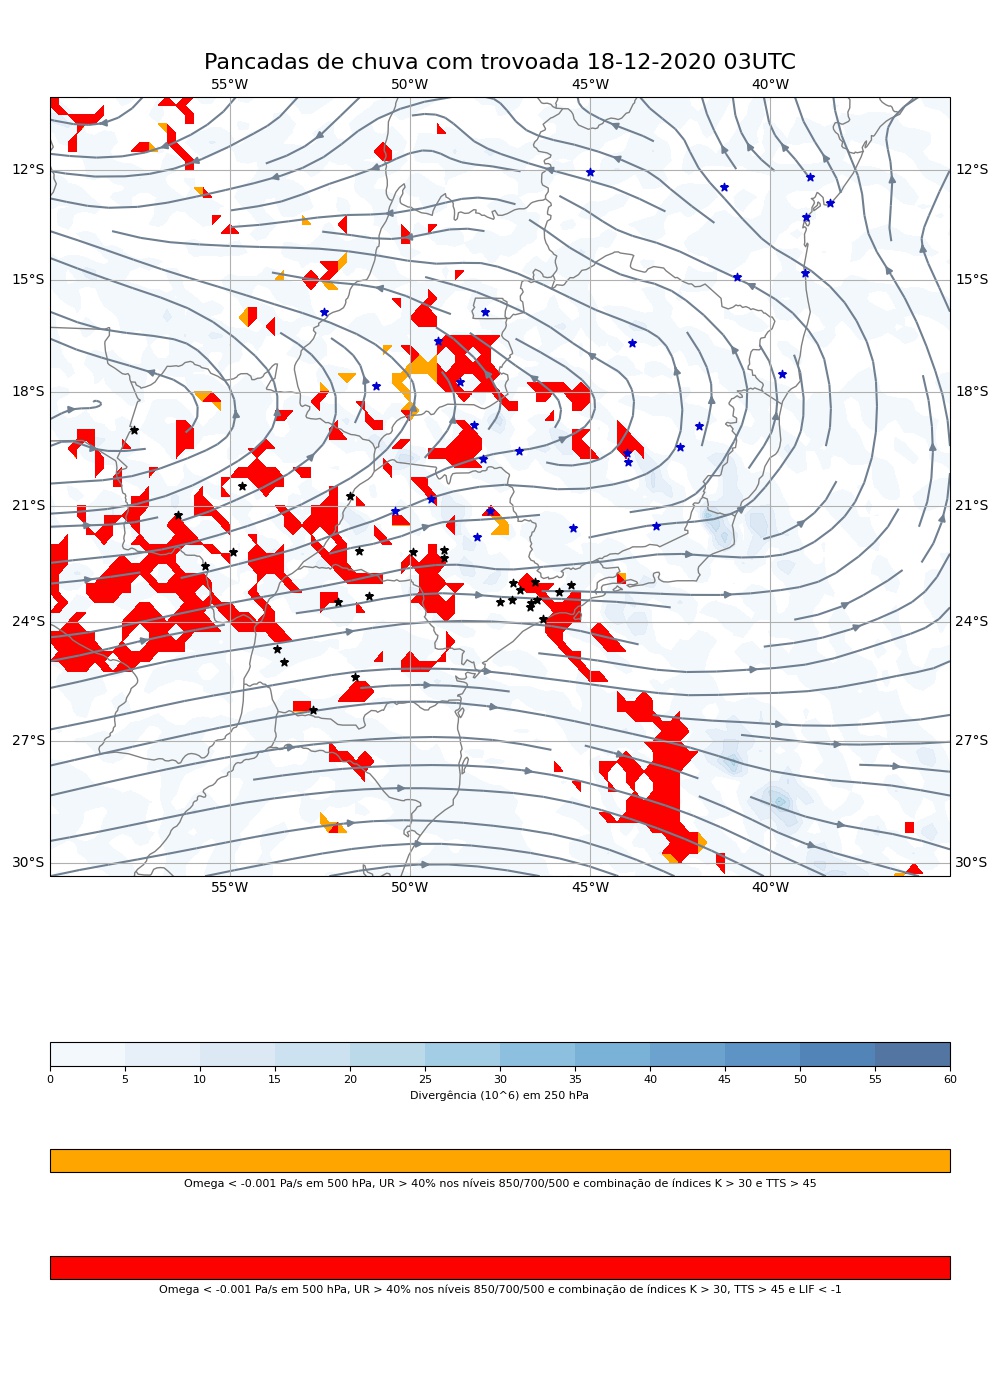 Pancadas de chuva com trovoada 18-12-2020 03UTC
55°W 50°W 45°W 40°W
12°S 12°S
15°S 15°S
18°S 18°S
21°S 21°S
24°S 24°S
27°S 27°S
30°S 30°S
55°W 50°W 45°W 40°W
0 5 10 15 20 25 30 35 40 45 50 55 60
Divergência (10^6) em 250 hPa
Omega < -0.001 Pa/s em 500 hPa, UR > 40% nos níveis 850/700/500 e combinação de índices K > 30 e TTS > 45
Omega < -0.001 Pa/s em 500 hPa, UR > 40% nos níveis 850/700/500 e combinação de índices K > 30, TTS > 45 e LIF < -1